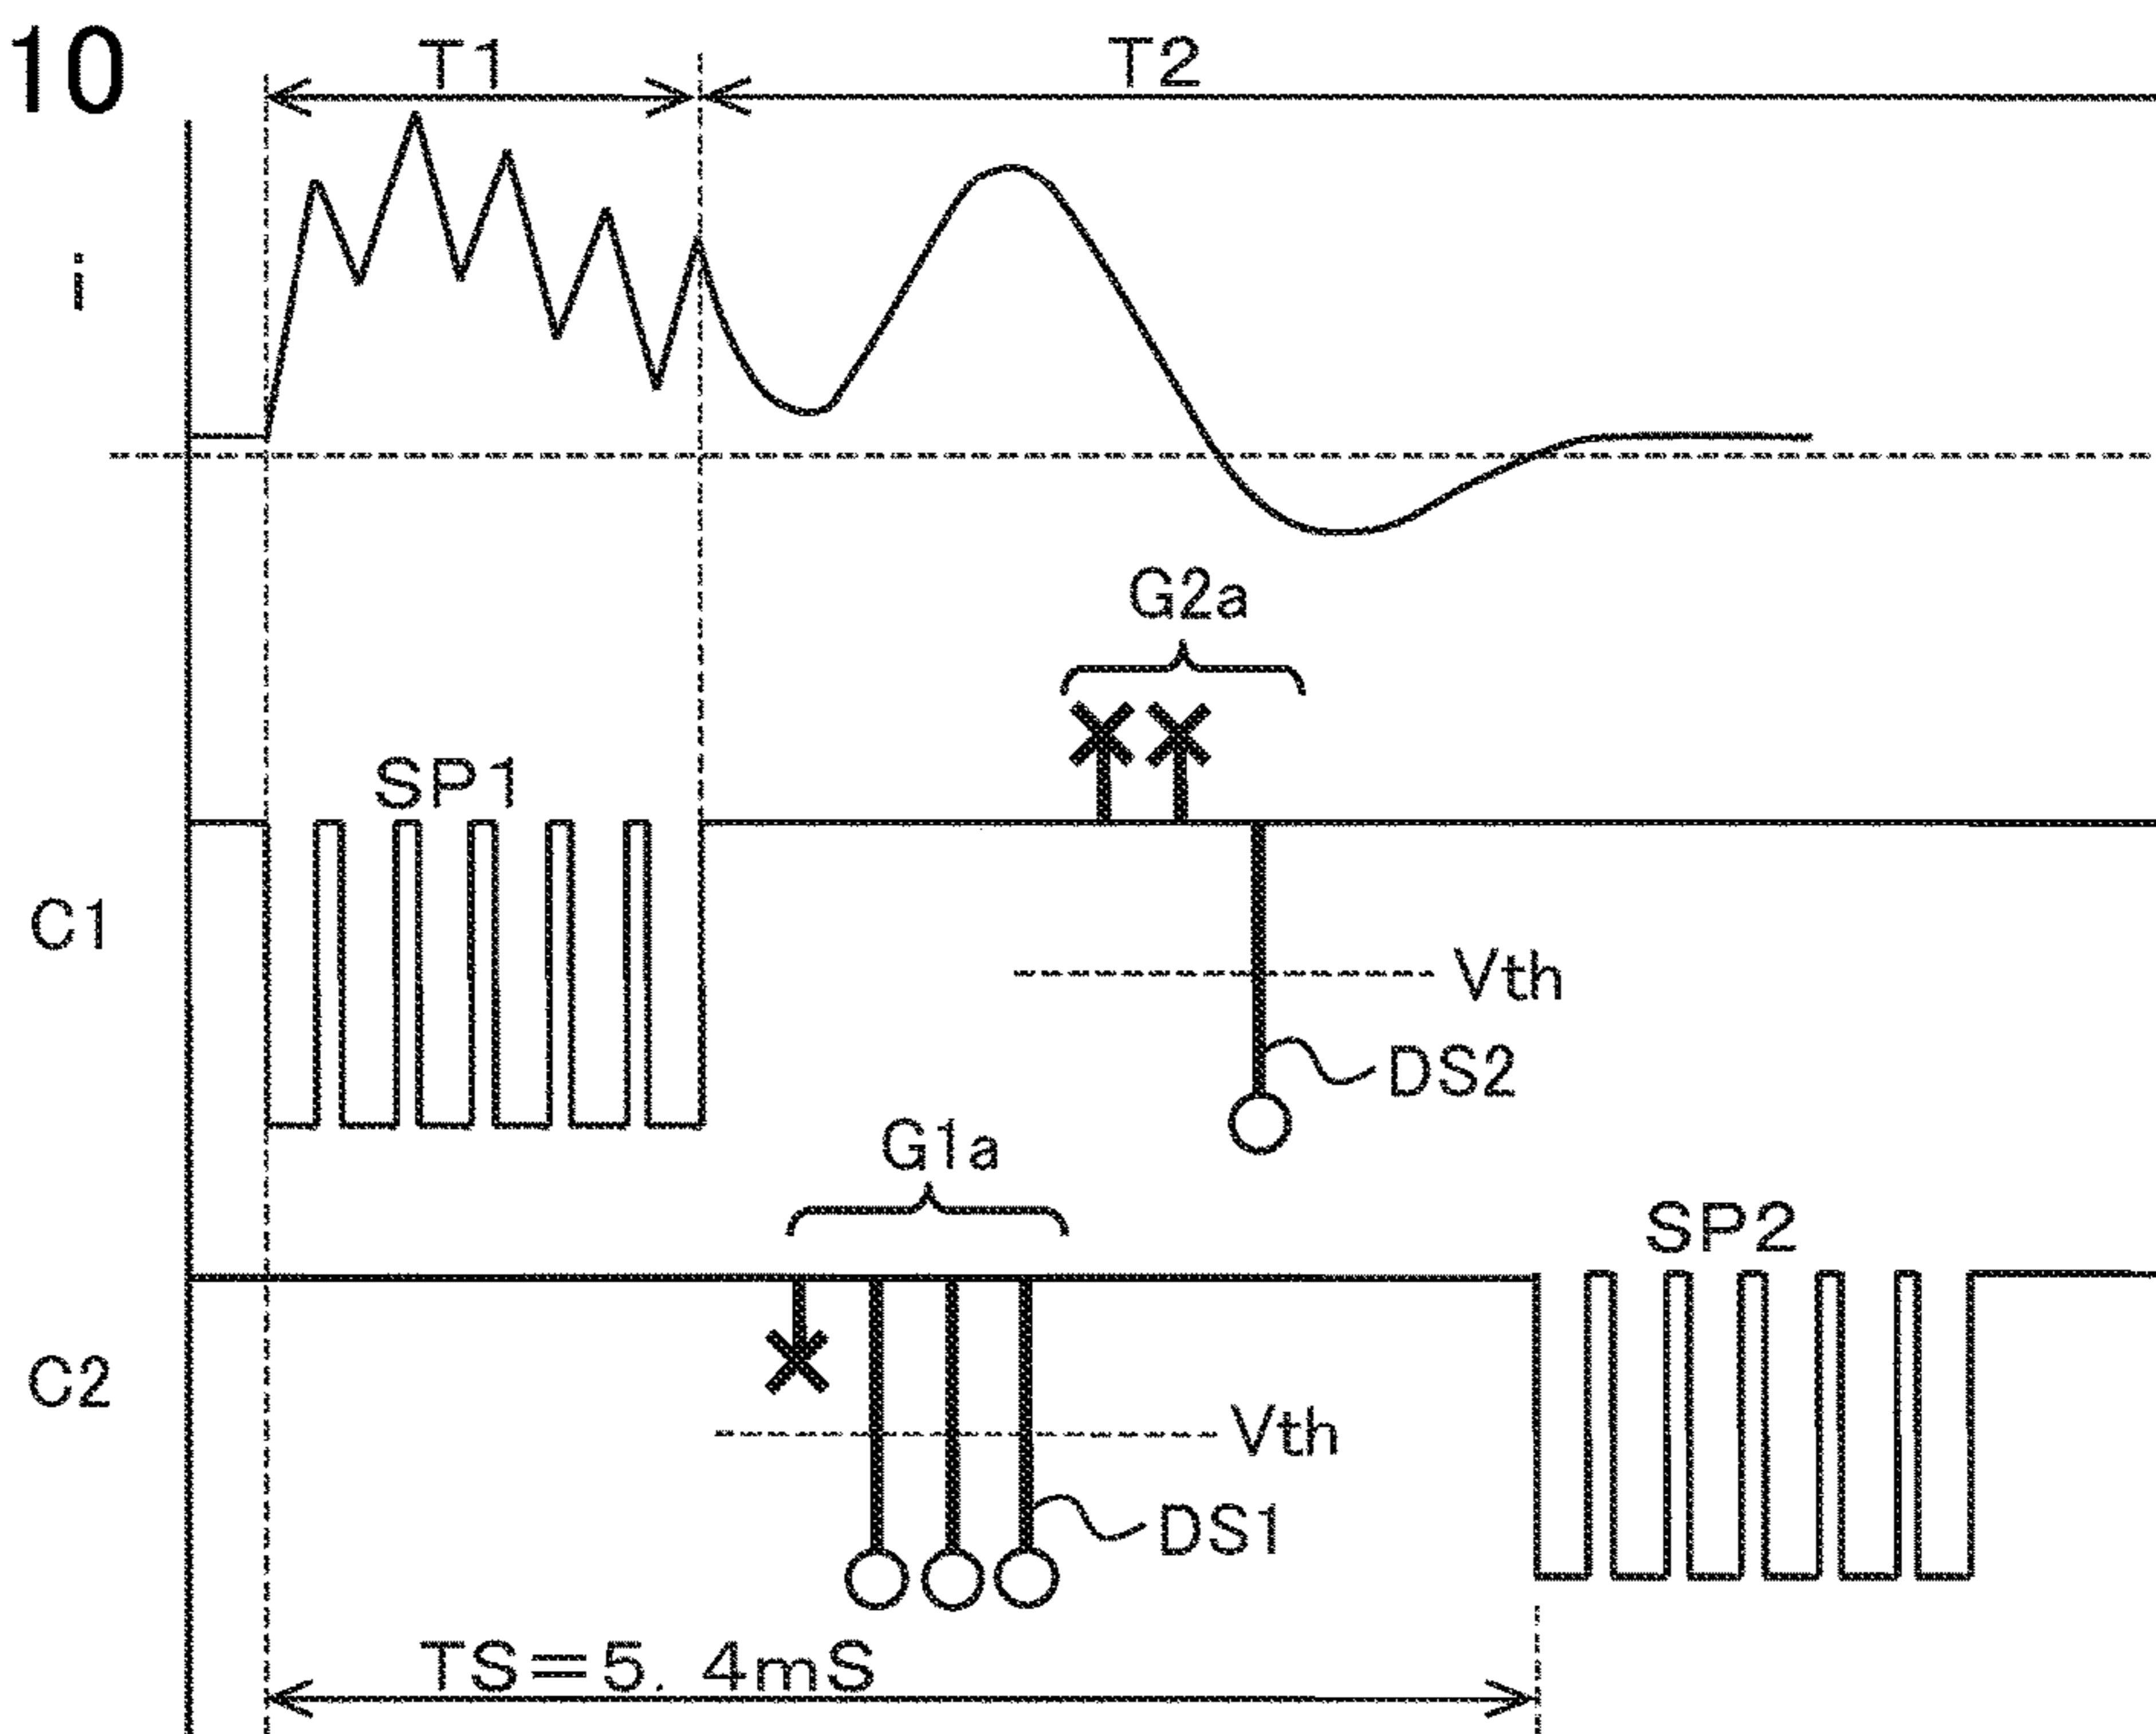 10
T1
T2
i
G2a
SP1
C1
Vth
DS2
G1a
SP2
C2
Vth
DS1
TS=5. 4mS